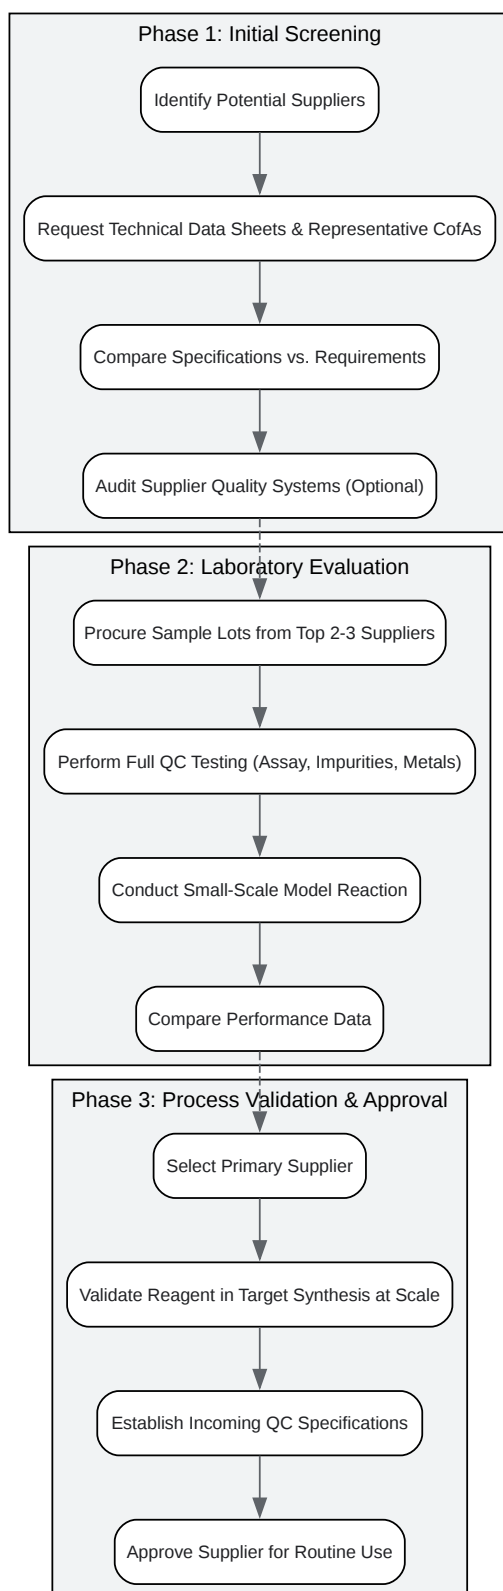 Phase 1: Initial Screening
Identify Potential Suppliers
Request Technical Data Sheets & Representative CofAs
Compare Specifications vs. Requirements
Audit Supplier Quality Systems (Optional)
Phase 2: Laboratory Evaluation
Procure Sample Lots from Top 2-3 Suppliers
Perform Full QC Testing (Assay, Impurities, Metals)
Conduct Small-Scale Model Reaction
Compare Performance Data
Phase 3: Process Validation & Approval
Select Primary Supplier
Validate Reagent in Target Synthesis at Scale
Establish Incoming QC Specifications
Approve Supplier for Routine Use